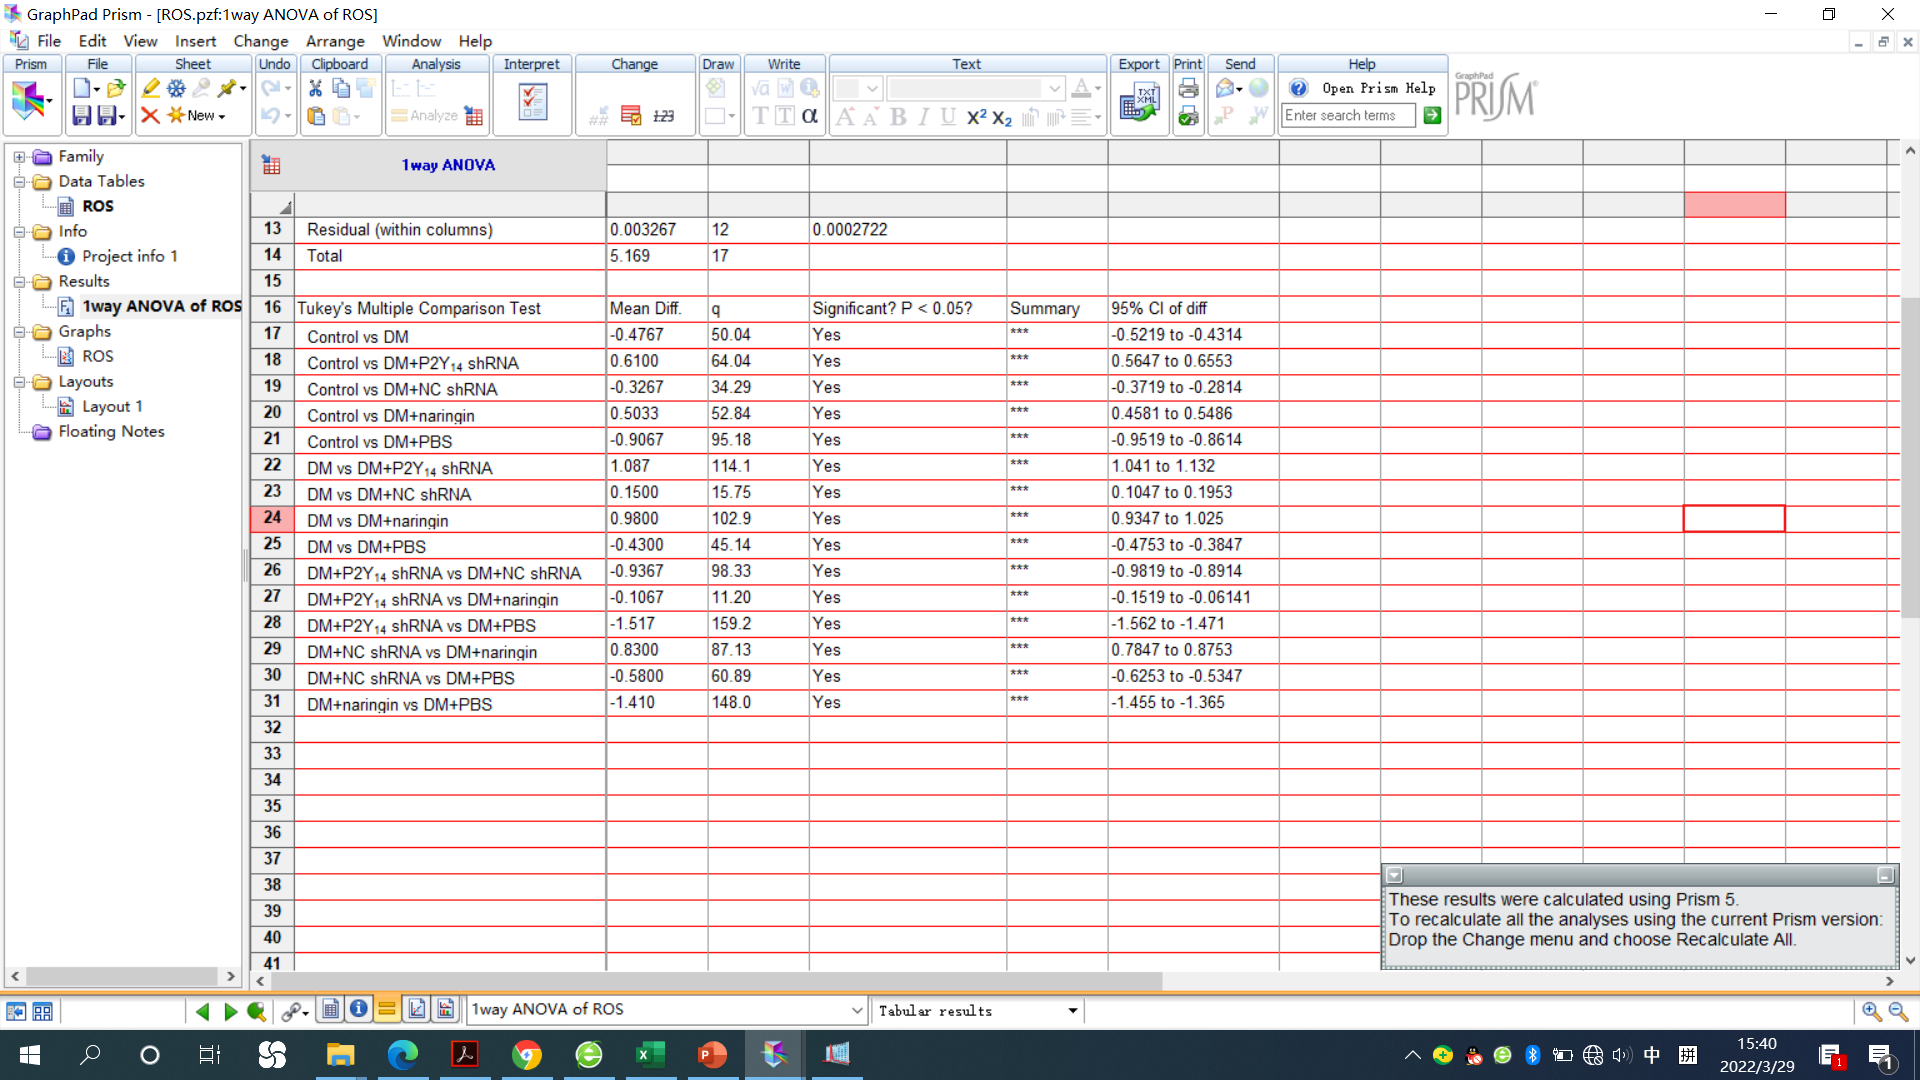 GraphPad Prism - [ROS.pzf:1way ANOVA of ROS]
File Edit View Insert Change Arrange Window Help
Prism File Sheet Undo Clipboard Analysis Interpret Change Draw Write Text Export Print Send Help
New
Analyze
Open Prism Help
Enter search terms
GraphPad PRISM
Family
Data Tables
ROS
Info
Project info 1
Results
1way ANOVA of ROS
Graphs
ROS
Layouts
Layout 1
Floating Notes
1way ANOVA
13 Residual (within columns) 0.003267 12 0.0002722
14 Total 5.169 17
15
16 Tukey's Multiple Comparison Test Mean Diff. q Significant? P < 0.05? Summary 95% CI of diff
17 Control vs DM -0.4767 50.04 Yes *** -0.5219 to -0.4314
18 Control vs DM+P2Y₁₄ shRNA 0.6100 64.04 Yes *** 0.5647 to 0.6553
19 Control vs DM+NC shRNA -0.3267 34.29 Yes *** -0.3719 to -0.2814
20 Control vs DM+naringin 0.5033 52.84 Yes *** 0.4581 to 0.5486
21 Control vs DM+PBS -0.9067 95.18 Yes *** -0.9519 to -0.8614
22 DM vs DM+P2Y₁₄ shRNA 1.087 114.1 Yes *** 1.041 to 1.132
23 DM vs DM+NC shRNA 0.1500 15.75 Yes *** 0.1047 to 0.1953
24 DM vs DM+naringin 0.9800 102.9 Yes *** 0.9347 to 1.025
25 DM vs DM+PBS -0.4300 45.14 Yes *** -0.4753 to -0.3847
26 DM+P2Y₁₄ shRNA vs DM+NC shRNA -0.9367 98.33 Yes *** -0.9819 to -0.8914
27 DM+P2Y₁₄ shRNA vs DM+naringin -0.1067 11.20 Yes *** -0.1519 to -0.06141
28 DM+P2Y₁₄ shRNA vs DM+PBS -1.517 159.2 Yes *** -1.562 to -1.471
29 DM+NC shRNA vs DM+naringin 0.8300 87.13 Yes *** 0.7847 to 0.8753
30 DM+NC shRNA vs DM+PBS -0.5800 60.89 Yes *** -0.6253 to -0.5347
31 DM+naringin vs DM+PBS -1.410 148.0 Yes *** -1.455 to -1.365
32
33
34
35
36
37
38
39
40
41
These results were calculated using Prism 5.
To recalculate all the analyses using the current Prism version:
Drop the Change menu and choose Recalculate All.
1way ANOVA of ROS Tabular results
中 拼 15:40
2022/3/29
1 1